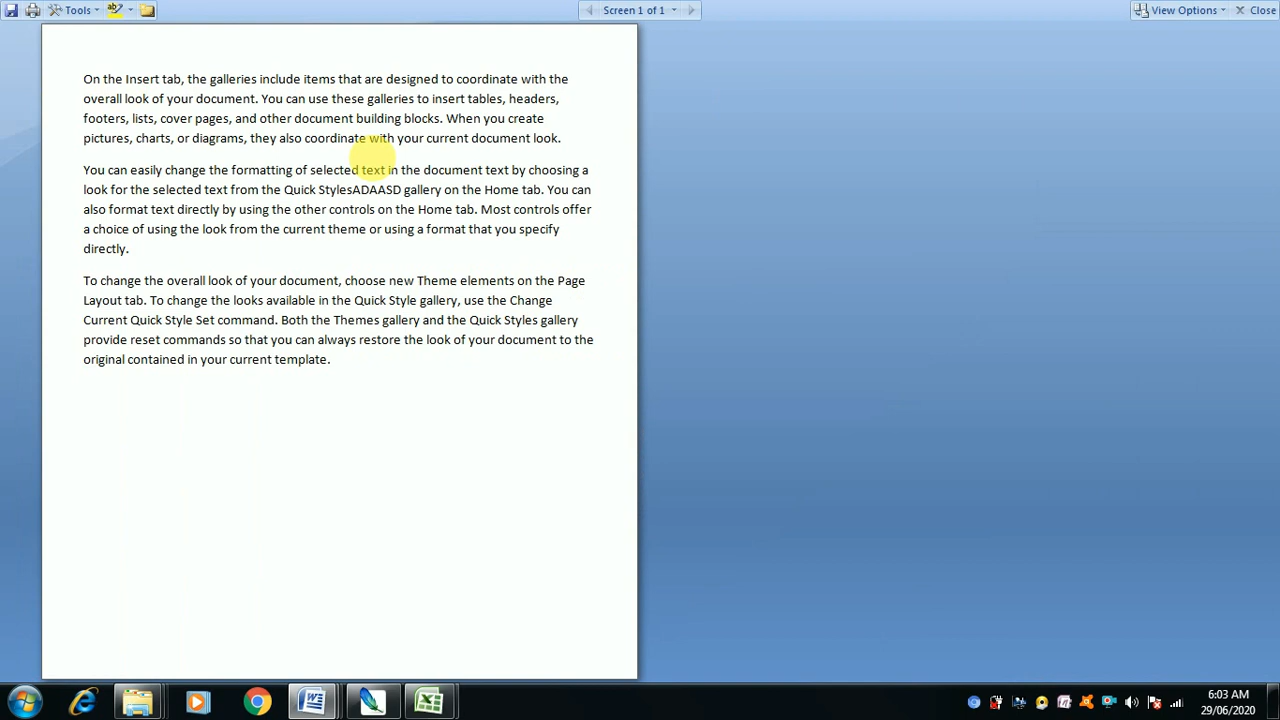 Tools
Screen 1 of 1
View Options
Close
On the Insert tab, the galleries include items that are designed to coordinate with the
overall look of your document. You can use these galleries to insert tables, headers,
footers, lists, cover pages, and other document building blocks. When you create
pictures, charts, or diagrams, they also coordinate with your current document look.
You can easily change the formatting of selected text in the document text by choosing a
look for the selected text from the Quick StylesADAASD gallery on the Home tab. You can
also format text directly by using the other controls on the Home tab. Most controls offer
a choice of using the look from the current theme or using a format that you specify
directly.
To change the overall look of your document, choose new Theme elements on the Page
Layout tab. To change the looks available in the Quick Style gallery, use the Change
Current Quick Style Set command. Both the Themes gallery and the Quick Styles gallery
provide reset commands so that you can always restore the look of your document to the
original contained in your current template.
6:03 AM
29/06/2020